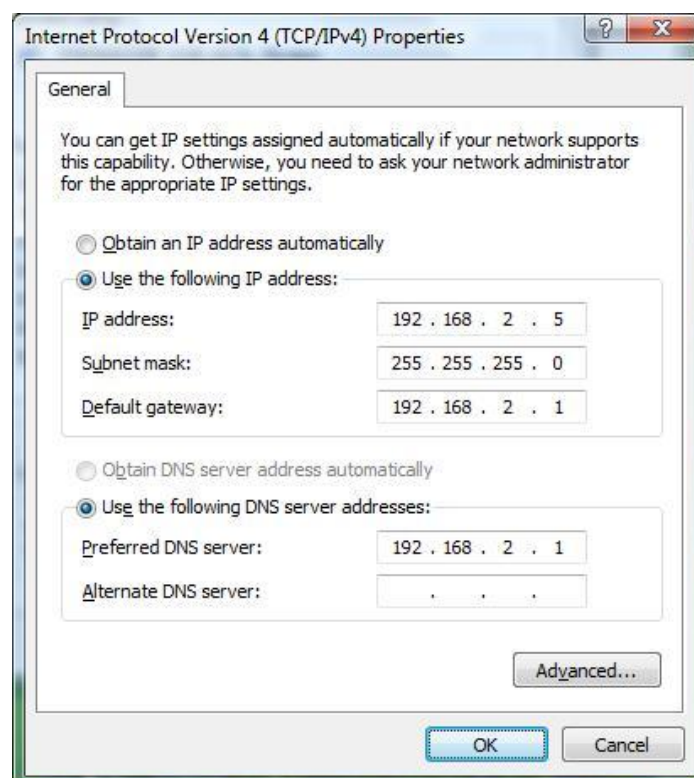 Internet Protocol Version 4 (TCP/IPv4) Properties
?
X
General
You can get IP settings assigned automatically if your network supports
this capability. Otherwise, you need to ask your network administrator
for the appropriate IP settings.
Obtain an IP address automatically
Use the following IP address:
IP address: 192 . 168 . 2 . 5
Subnet mask: 255 . 255 . 255 . 0
Default gateway: 192 . 168 . 2 . 1
Obtain DNS server address automatically
Use the following DNS server addresses:
Preferred DNS server: 192 . 168 . 2 . 1
Alternate DNS server: . . .
Advanced...
OK Cancel